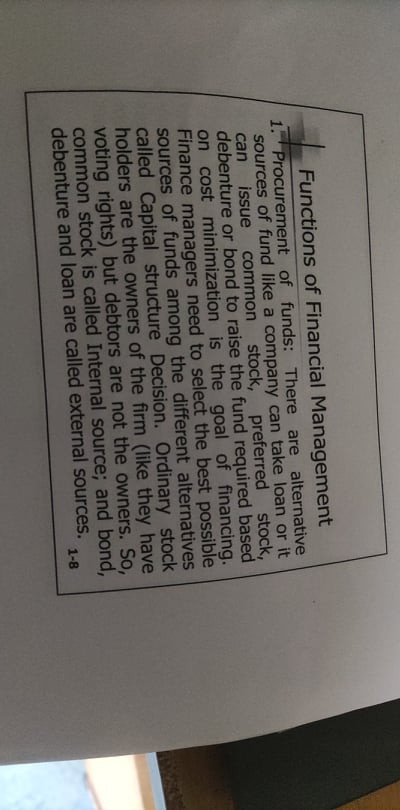 Functions of Financial Management
1. Procurement of funds: There are alternative
sources of fund like a company can take loan or it
can issue common stock, preferred stock,
debenture or bond to raise the fund required based
on cost minimization is the goal of financing.
Finance managers need to select the best possible
sources of funds among the different alternatives
called Capital structure Decision. Ordinary stock
holders are the owners of the firm (like they have
voting rights) but debtors are not the owners. So,
common stock is called Internal source; and bond,
debenture and loan are called external sources.
1-8